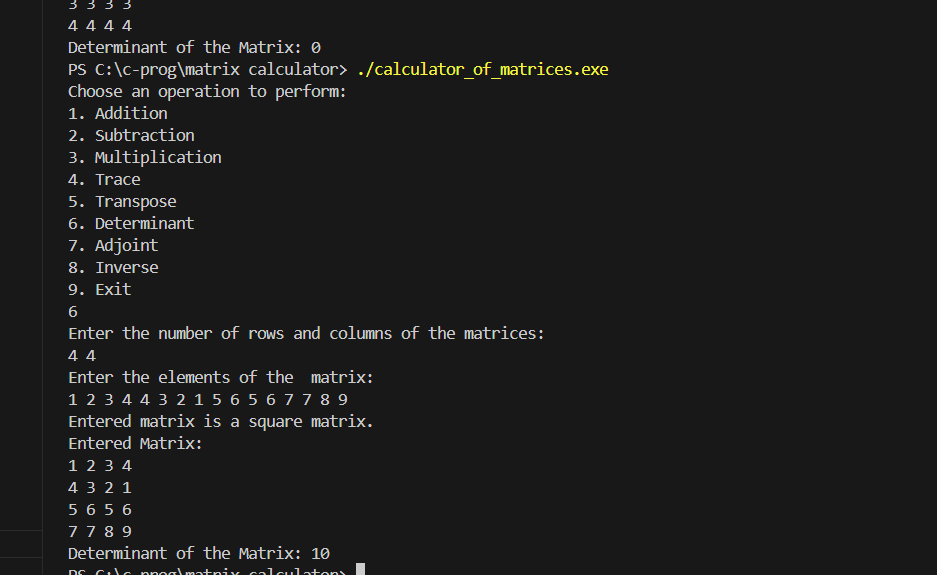 3 3 3 3
4 4 4 4
Determinant of the Matrix: 0
PS C:\c-prog\matrix calculator> ./calculator_of_matrices.exe
Choose an operation to perform:
1. Addition
2. Subtraction
3. Multiplication
4. Trace
5. Transpose
6. Determinant
7. Adjoint
8. Inverse
9. Exit
6
Enter the number of rows and columns of the matrices:
4 4
Enter the elements of the  matrix:
1 2 3 4 4 3 2 1 5 6 5 6 7 7 8 9
Entered matrix is a square matrix.
Entered Matrix:
1 2 3 4
4 3 2 1
5 6 5 6
7 7 8 9
Determinant of the Matrix: 10
PS C:\c-prog\matrix calculator>